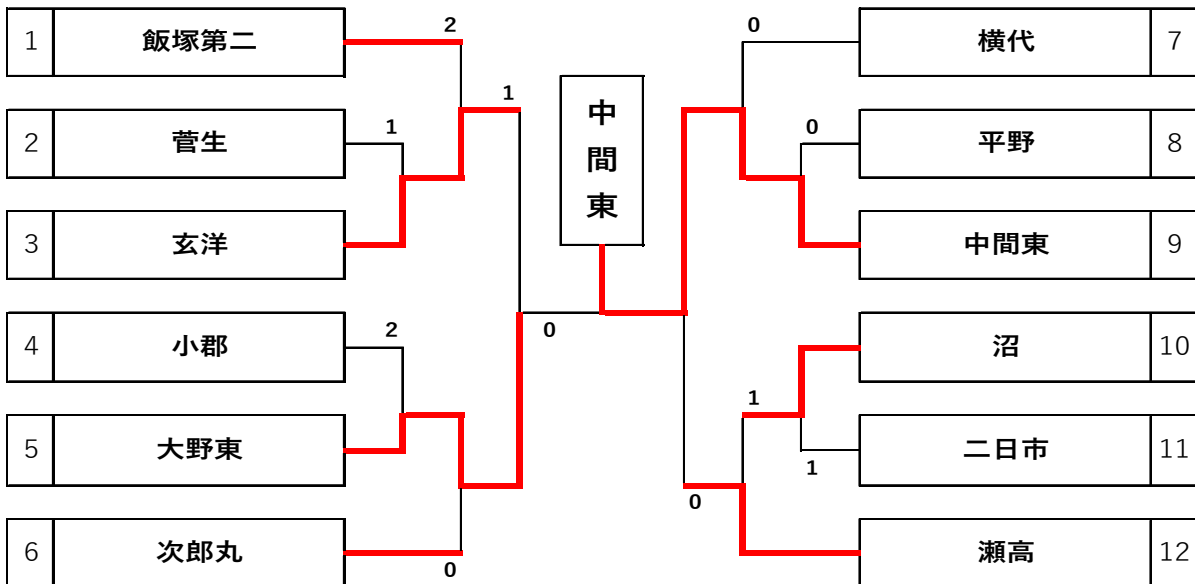 1 飯塚第二
2 菅生
3 玄洋
4 小郡
5 大野東
6 次郎丸
2
1
1
2
0
0
中間東
0
0
1
1
0
横代 7
平野 8
中間東 9
沼 10
二日市 11
瀬高 12